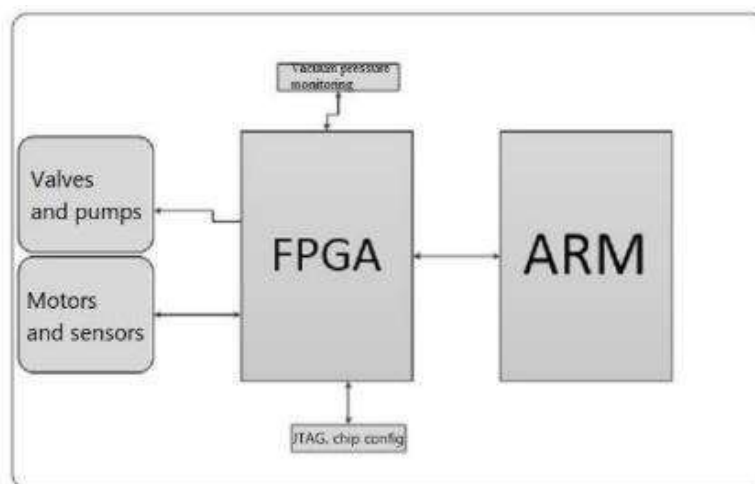 Vacuum pressure
monitoring
Valves
and pumps
FPGA
ARM
Motors
and sensors
JTAG, chip config